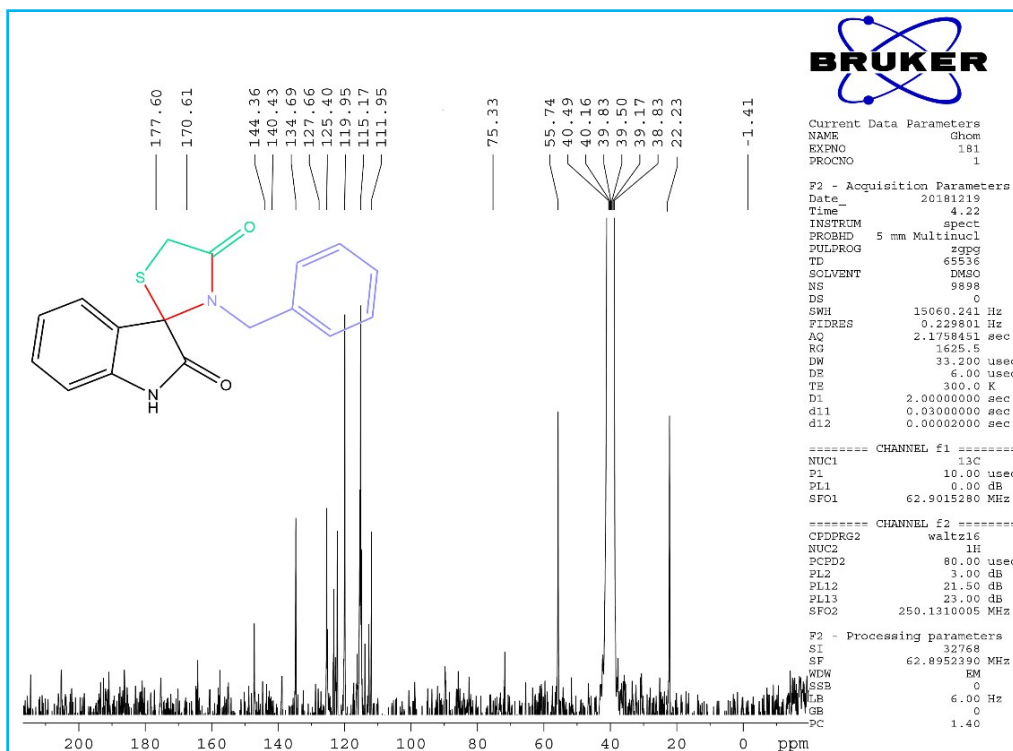 177.60
170.61
144.36
140.43
134.69
127.66
125.40
119.95
115.17
111.95
75.33
55.74
40.49
40.16
39.83
39.50
39.17
38.83
22.23
-1.41
O
S
N
O
N
H
200 180 160 140 120 100 80 60 40 20 0 ppm
BRUKER
Current Data Parameters
NAME Ghom
EXPNO 181
PROCNO 1
F2 - Acquisition Parameters
Date_ 20181219
Time 4.22
INSTRUM spect
PROBHD 5 mm Multinucl
PULPROG zgpg
TD 65536
SOLVENT DMSO
NS 9898
DS 0
SWH 15060.241 Hz
FIDRES 0.229801 Hz
AQ 2.1758451 sec
RG 1625.5
DW 33.200 usec
DE 6.00 usec
TE 300.0 K
D1 2.00000000 sec
d11 0.03000000 sec
d12 0.00002000 sec
======== CHANNEL f1 ========
NUC1 13C
P1 10.00 usec
PL1 0.00 dB
SFO1 62.9015280 MHz
======== CHANNEL f2 ========
CPDPRG2 waltz16
NUC2 1H
PCPD2 80.00 usec
PL2 3.00 dB
PL12 21.50 dB
PL13 23.00 dB
SFO2 250.1310005 MHz
F2 - Processing parameters
SI 32768
SF 62.8952390 MHz
WDW EM
SSB 0
LB 6.00 Hz
GB 0
PC 1.40